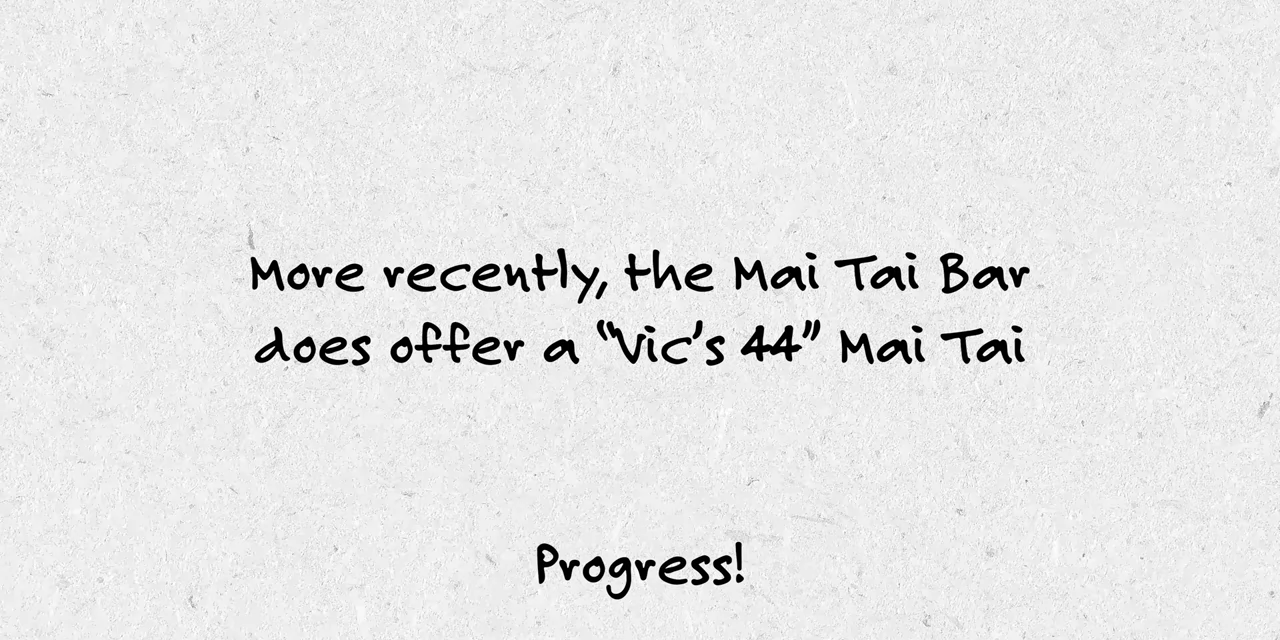 More recently, the Mai Tai Bar
does offer a “Vic’s 44” Mai Tai
Progress!